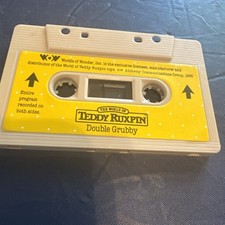 WOW Worlds of Wonder, Inc. is the exclusive licensee, manufacturer and
distributor of the World of Teddy Ruxpin toys.
Entire
program
recorded on
both sides.
THE WORLD OF
TEDDY RUXPIN
Double Grubby